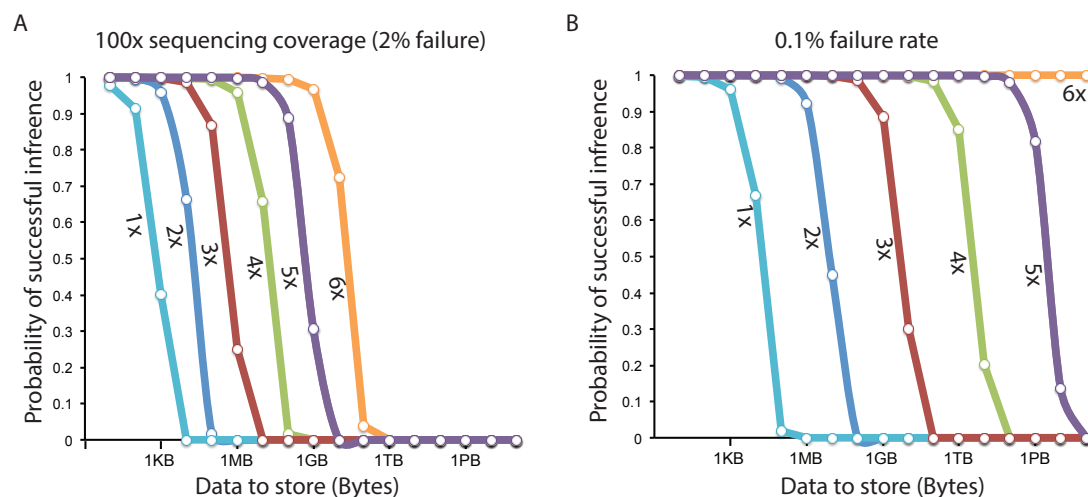 A
100x sequencing coverage (2% failure)
Probability of successful infreence
1
0.9
0.8
0.7
0.6
0.5
0.4
0.3
0.2
0.1
0
1x
2x
3x
4x
5x
6x
1KB
1MB
1GB
1TB
1PB
Data to store (Bytes)
B
0.1% failure rate
Probability of successful infreence
1
0.9
0.8
0.7
0.6
0.5
0.4
0.3
0.2
0.1
0
1x
2x
3x
4x
5x
6x
1KB
1MB
1GB
1TB
1PB
Data to store (Bytes)